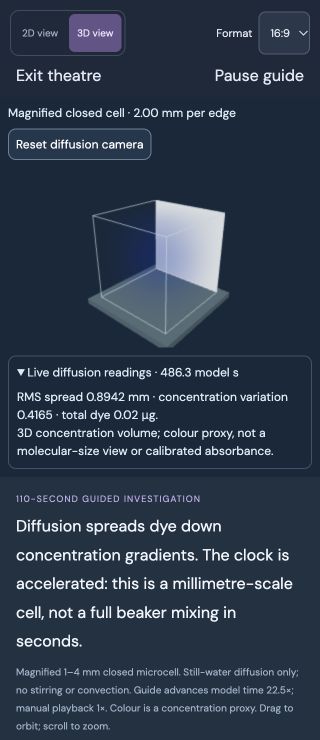 2D view
3D view
Format
16:9
Exit theatre
Pause guide
Magnified closed cell · 2.00 mm per edge
Reset diffusion camera
▼ Live diffusion readings · 486.3 model s
RMS spread 0.8942 mm · concentration variation
0.4165 · total dye 0.02 µg.
3D concentration volume; colour proxy, not a
molecular-size view or calibrated absorbance.
110-SECOND GUIDED INVESTIGATION
Diffusion spreads dye down
concentration gradients. The clock is
accelerated: this is a millimetre-scale
cell, not a full beaker mixing in
seconds.
Magnified 1–4 mm closed microcell. Still-water diffusion only;
no stirring or convection. Guide advances model time 22.5×;
manual playback 1×. Colour is a concentration proxy. Drag to
orbit; scroll to zoom.